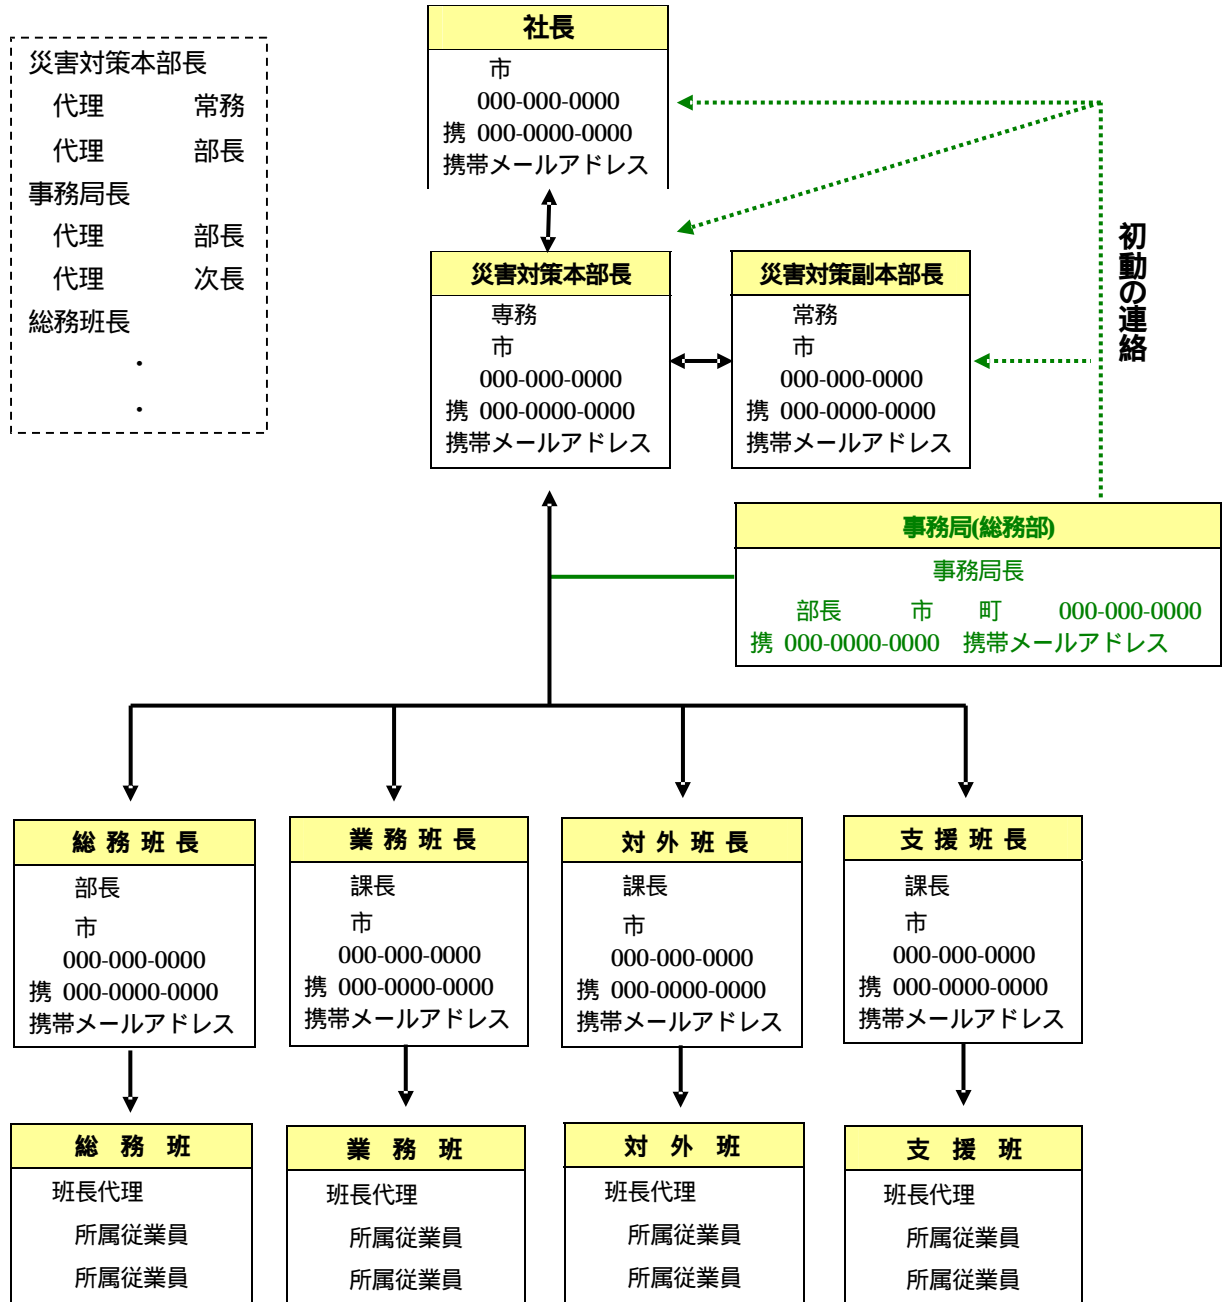 災害対策本部長
代理 常務
代理 部長
事務局長
代理 部長
代理 次長
総務班長
・
・
社長
市
000-000-0000
携 000-0000-0000
携帯メールアドレス
災害対策本部長
専務
市
000-000-0000
携 000-0000-0000
携帯メールアドレス
災害対策副本部長
常務
市
000-000-0000
携 000-0000-0000
携帯メールアドレス
初動の連絡
事務局(総務部)
事務局長
部長 市 町 000-000-0000
携 000-0000-0000 携帯メールアドレス
総務班長
部長
市
000-000-0000
携 000-0000-0000
携帯メールアドレス
業務班長
課長
市
000-000-0000
携 000-0000-0000
携帯メールアドレス
対外班長
課長
市
000-000-0000
携 000-0000-0000
携帯メールアドレス
支援班長
課長
市
000-000-0000
携 000-0000-0000
携帯メールアドレス
総務班
班長代理
所属従業員
所属従業員
業務班
班長代理
所属従業員
所属従業員
対外班
班長代理
所属従業員
所属従業員
支援班
班長代理
所属従業員
所属従業員